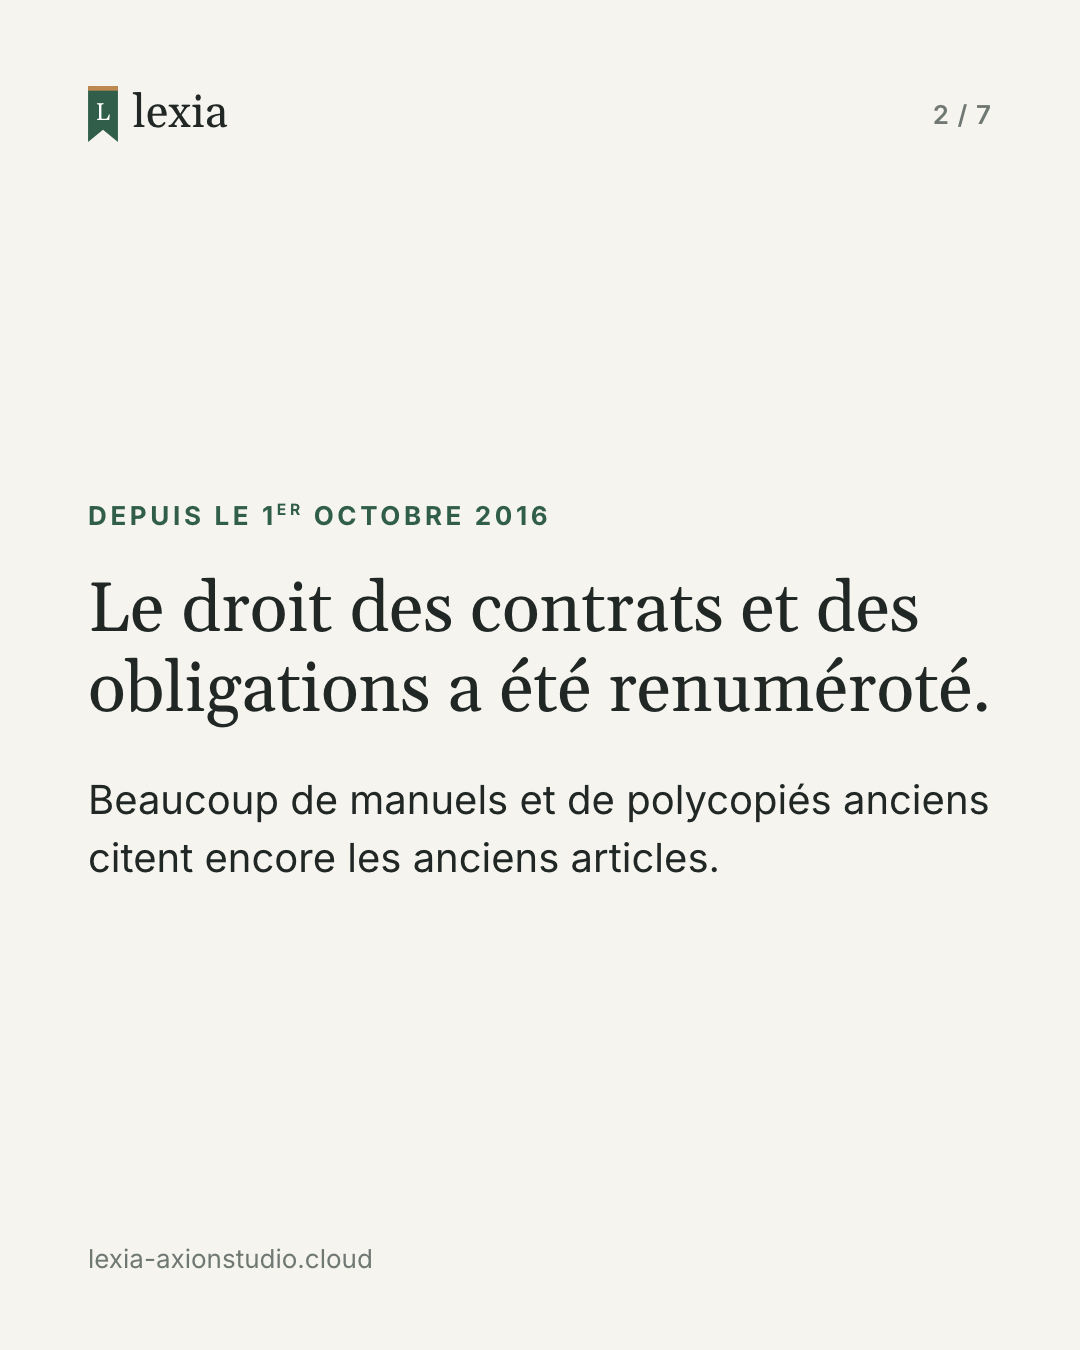 L lexia
2 / 7
DEPUIS LE 1ER OCTOBRE 2016
Le droit des contrats et des
obligations a été renuméroté.
Beaucoup de manuels et de polycopiés anciens
citent encore les anciens articles.
lexia-axionstudio.cloud